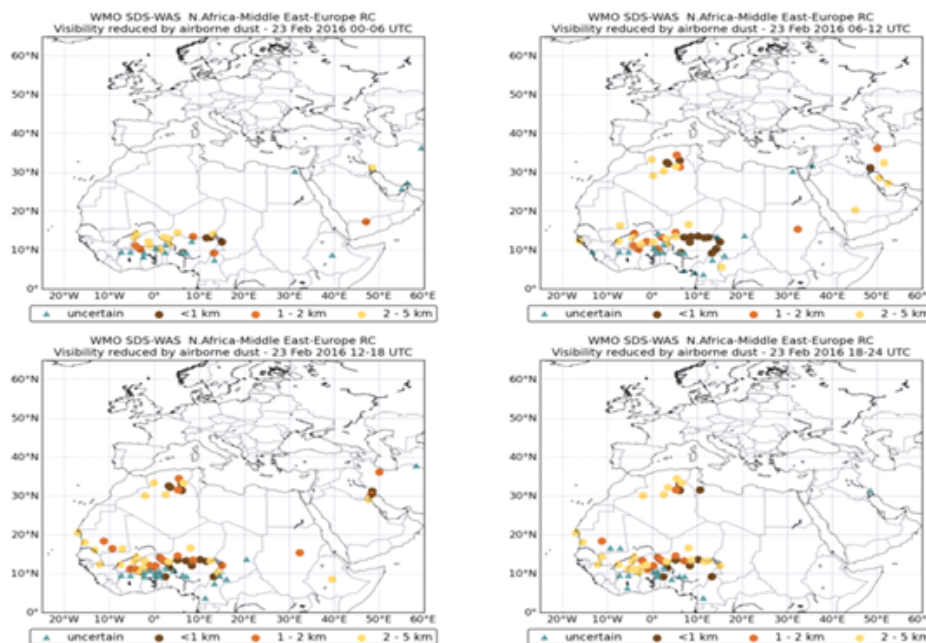 WMO SDS-WAS N.Africa-Middle East-Europe RC
Visibility reduced by airborne dust - 23 Feb 2016 00-06 UTC
60°N
50°N
40°N
30°N
20°N
10°N
0°
20°W 10°W 0° 10°E 20°E 30°E 40°E 50°E 60°E
uncertain <1 km 1 - 2 km 2 - 5 km
WMO SDS-WAS N.Africa-Middle East-Europe RC
Visibility reduced by airborne dust - 23 Feb 2016 06-12 UTC
60°N
50°N
40°N
30°N
20°N
10°N
0°
20°W 10°W 0° 10°E 20°E 30°E 40°E 50°E 60°E
uncertain <1 km 1 - 2 km 2 - 5 km
WMO SDS-WAS N.Africa-Middle East-Europe RC
Visibility reduced by airborne dust - 23 Feb 2016 12-18 UTC
60°N
50°N
40°N
30°N
20°N
10°N
0°
20°W 10°W 0° 10°E 20°E 30°E 40°E 50°E 60°E
uncertain <1 km 1 - 2 km 2 - 5 km
WMO SDS-WAS N.Africa-Middle East-Europe RC
Visibility reduced by airborne dust - 23 Feb 2016 18-24 UTC
60°N
50°N
40°N
30°N
20°N
10°N
0°
20°W 10°W 0° 10°E 20°E 30°E 40°E 50°E 60°E
uncertain <1 km 1 - 2 km 2 - 5 km